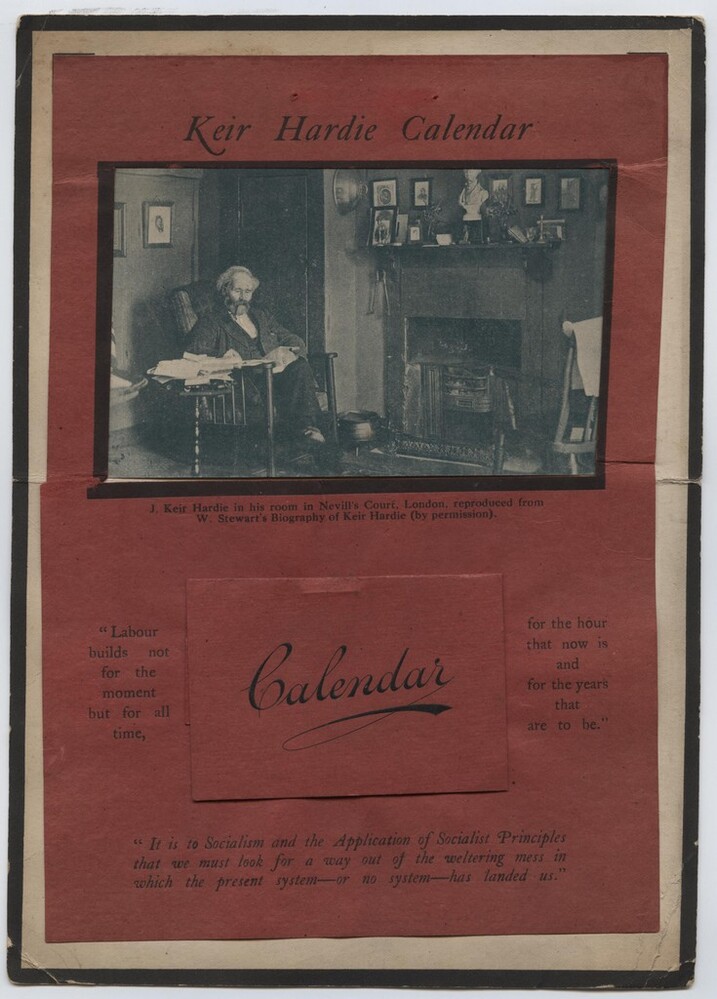 Keir Hardie Calendar
J. Keir Hardie in his room in Nevill's Court, London, reproduced from
W. Stewart's Biography of Keir Hardie (by permission).
"Labour
builds not
for the
moment
but for all
time,
for the hour
that now is
and
for the years
that
are to be."
Calendar
"It is to Socialism and the Application of Socialist Principles
that we must look for a way out of the weltering mess in
which the present system—or no system—has landed us."